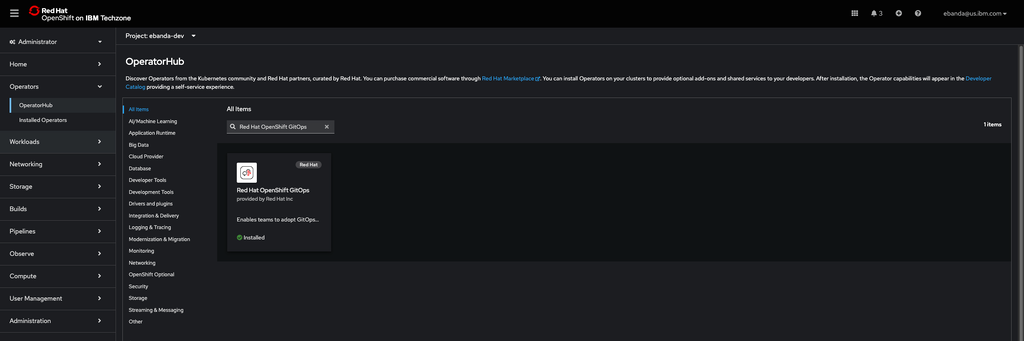 Red Hat
OpenShift on IBM Techzone
3
ebanda@us.ibm.com
Administrator
Home
Operators
OperatorHub
Installed Operators
Workloads
Networking
Storage
Builds
Pipelines
Observe
Compute
User Management
Administration
Project: ebanda-dev
OperatorHub
Discover Operators from the Kubernetes community and Red Hat partners, curated by Red Hat. You can purchase commercial software through Red Hat Marketplace. You can install Operators on your clusters to provide optional add-ons and shared services to your developers. After installation, the Operator capabilities will appear in the Developer
Catalog providing a self-service experience.
All Items
AI/Machine Learning
Application Runtime
Big Data
Cloud Provider
Database
Developer Tools
Development Tools
Drivers and plugins
Integration & Delivery
Logging & Tracing
Modernization & Migration
Monitoring
Networking
OpenShift Optional
Security
Storage
Streaming & Messaging
Other
All Items
Red Hat OpenShift GitOps
1 items
Red Hat
Red Hat OpenShift GitOps
provided by Red Hat Inc
Enables teams to adopt GitOps...
Installed